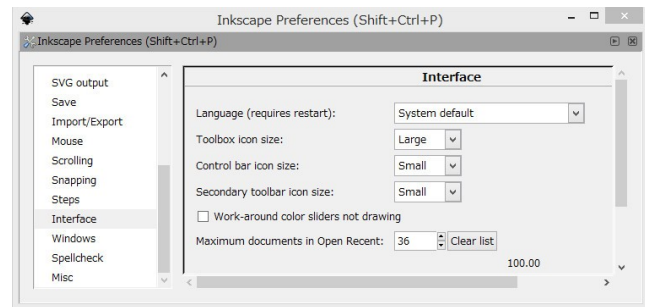 Inkscape Preferences (Shift+Ctrl+P)
Inkscape Preferences (Shift+Ctrl+P)
SVG output
Save
Import/Export
Mouse
Scrolling
Snapping
Steps
Interface
Windows
Spellcheck
Misc
Interface
Language (requires restart): System default
Toolbox icon size: Large
Control bar icon size: Small
Secondary toolbar icon size: Small
Work-around color sliders not drawing
Maximum documents in Open Recent: 36 Clear list
100.00